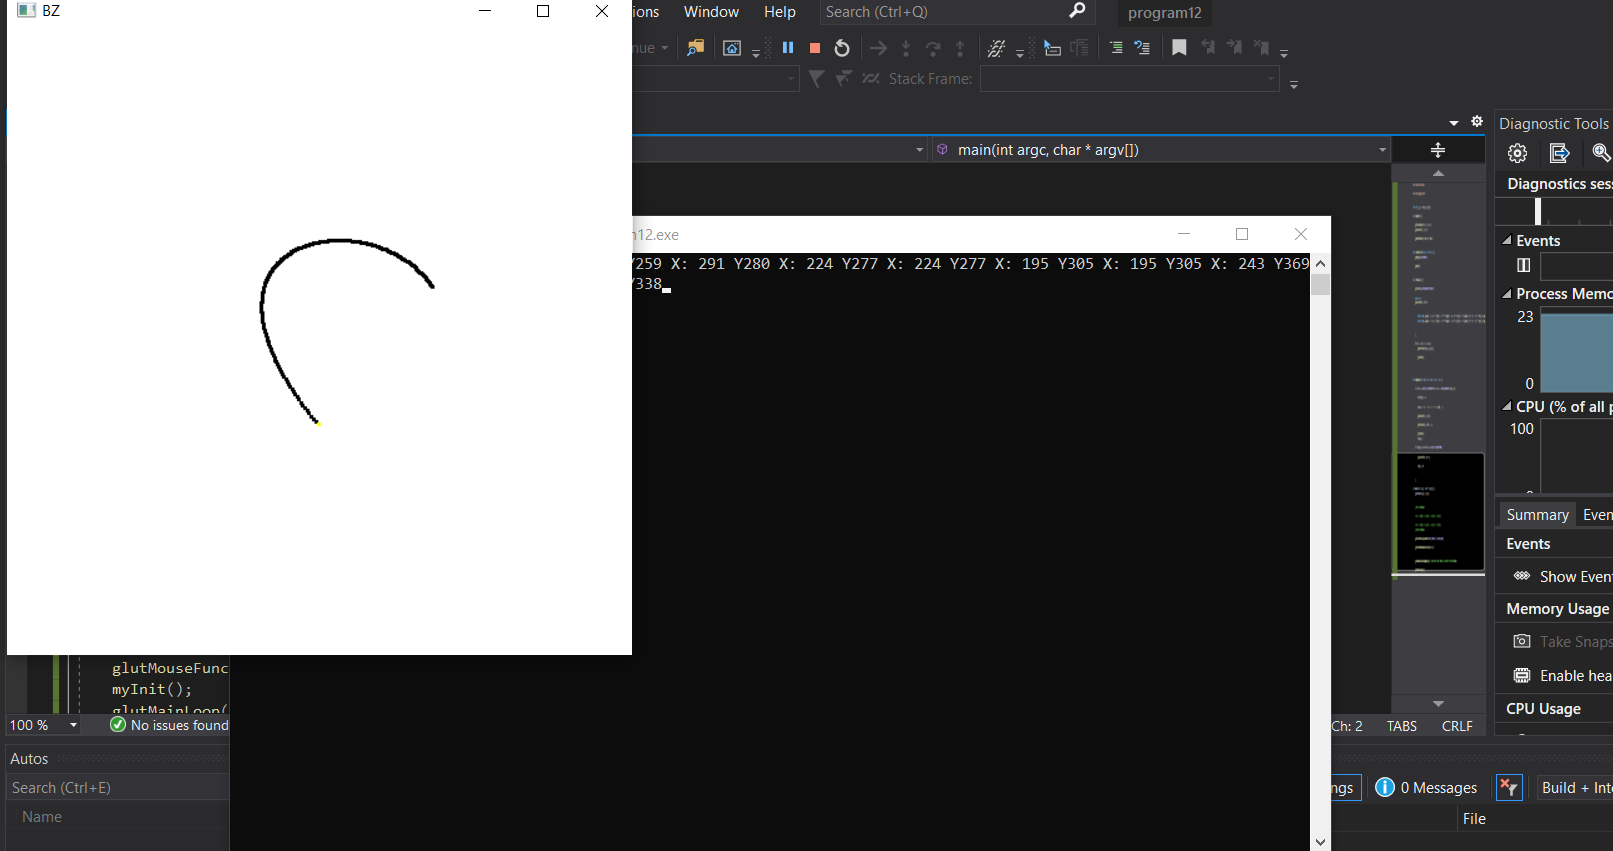 BZ
ions Window Help Search (Ctrl+Q) program12
nue
Stack Frame:
main(int argc, char * argv[])
Diagnostic Tools
Diagnostics ses
Events
Process Memo
23
0
CPU (% of all p
100
12.exe
Y259 X: 291 Y280 X: 224 Y277 X: 224 Y277 X: 195 Y305 X: 195 Y305 X: 243 Y369
Y338
Summary Even
Events
Show Even
Memory Usage
Take Snaps
Enable hea
CPU Usage
glutMouseFunc
myInit();
glutMainLoop(
100 % No issues found
Ch: 2 TABS CRLF
Autos
Search (Ctrl+E)
Name
ngs 0 Messages Build + Inte
File